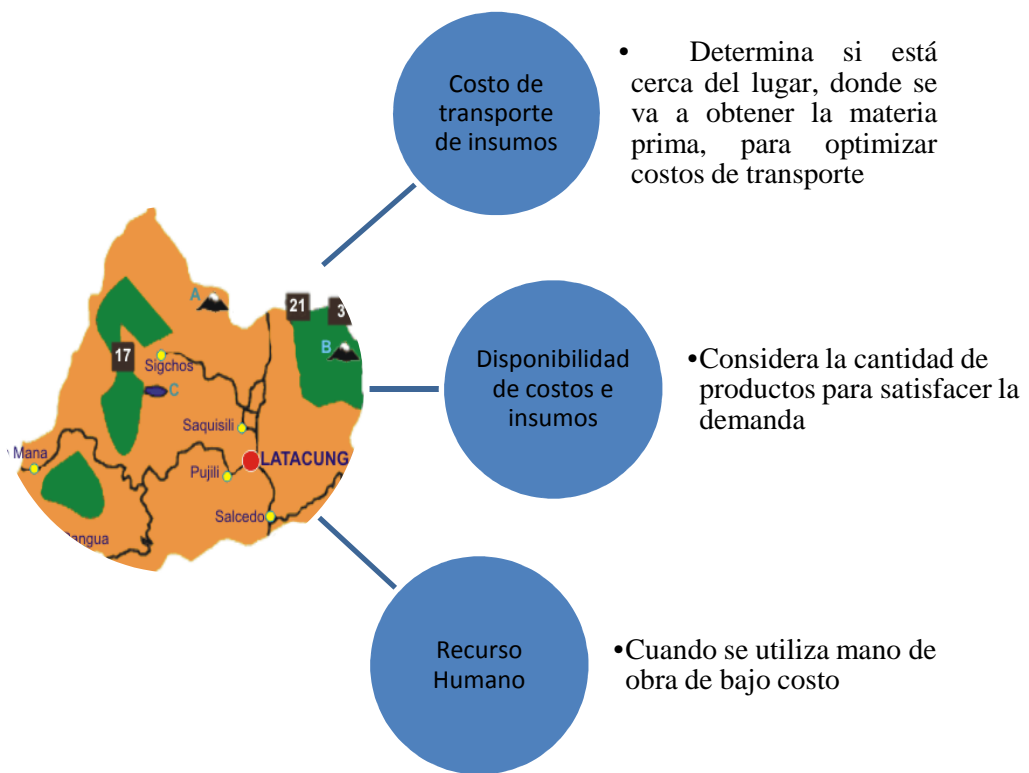 Costo de
transporte
de insumos
• Determina si está
cerca del lugar, donde se
va a obtener la materia
prima, para optimizar
costos de transporte
A
21
3
B
17
Sigchos
C
Saquisili
Mana
LATACUNG
Pujili
Salcedo
angua
Disponibilidad
de costos e
insumos
•Considera la cantidad de
productos para satisfacer la
demanda
Recurso
Humano
•Cuando se utiliza mano de
obra de bajo costo